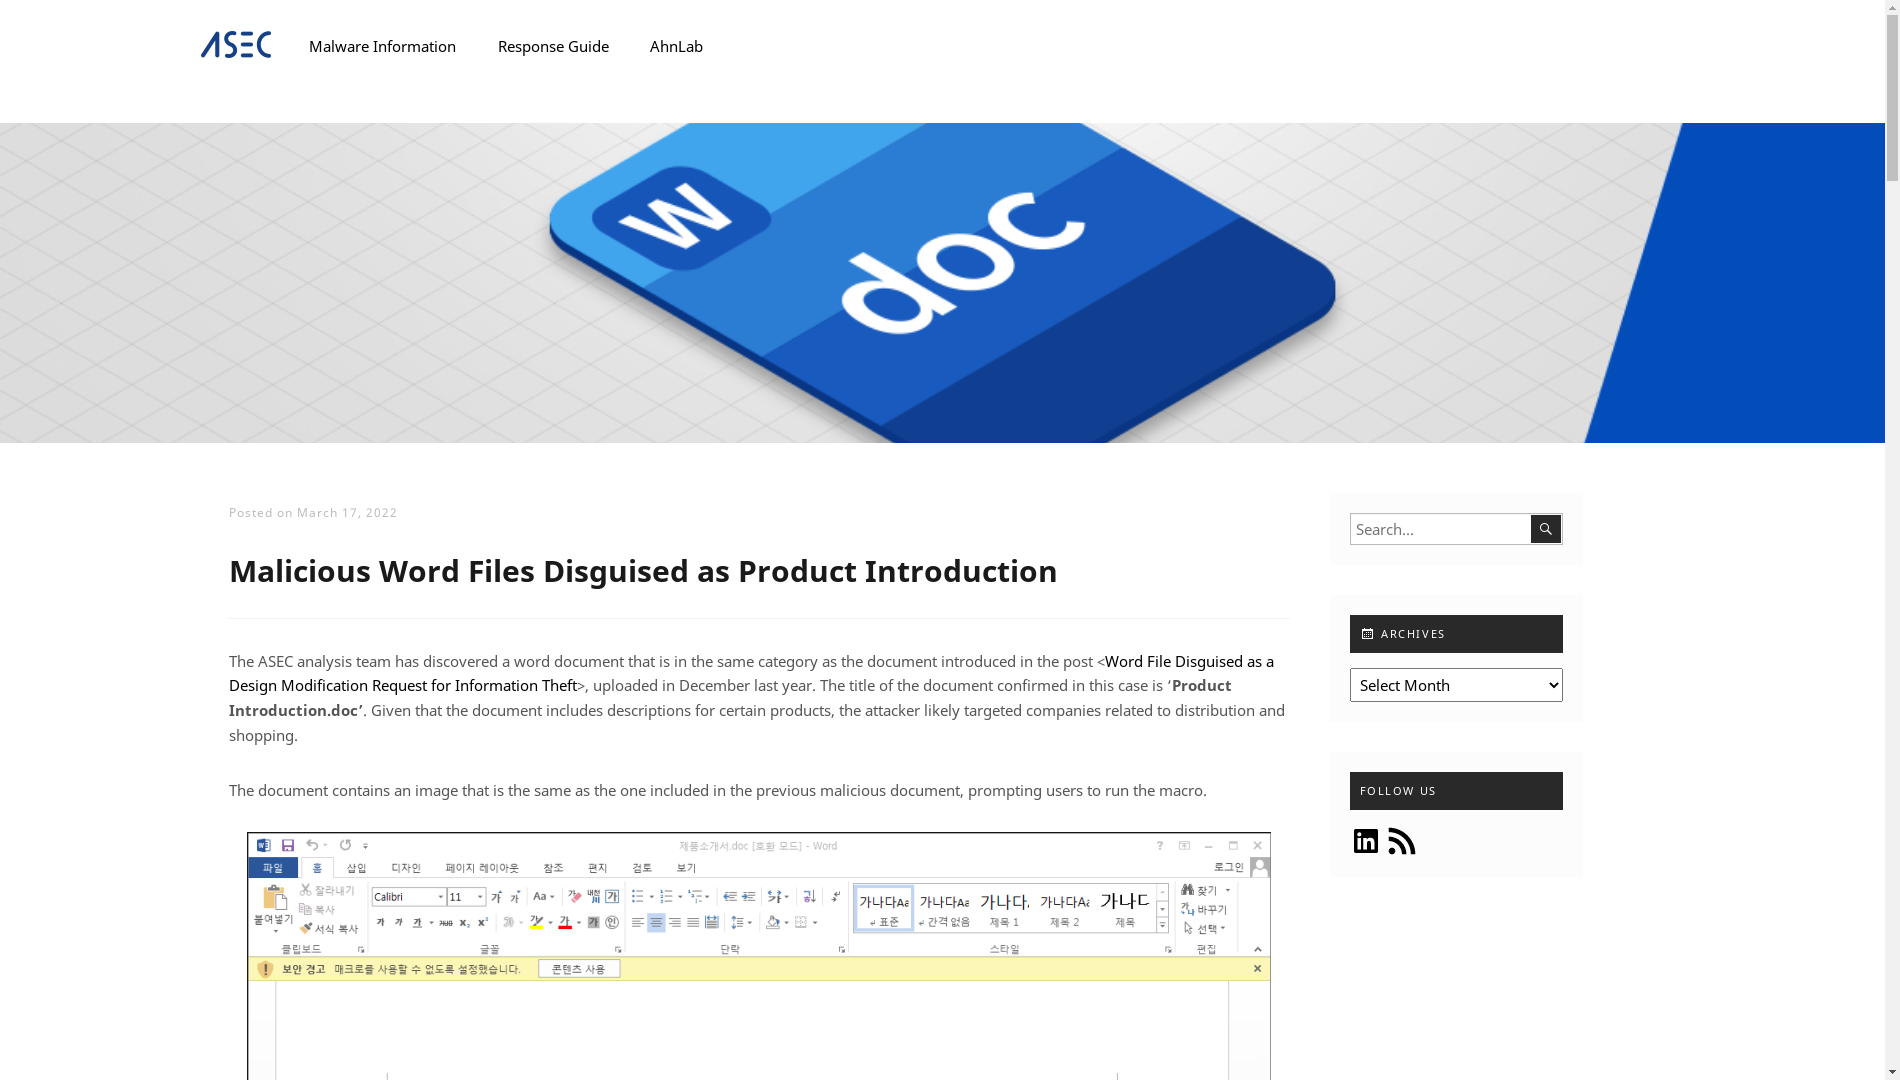 ASEC
Malware Information
Response Guide
AhnLab
W
doc
Posted on March 17, 2022
Malicious Word Files Disguised as Product Introduction
The ASEC analysis team has discovered a word document that is in the same category as the document introduced in the post <Word File Disguised as a
Design Modification Request for Information Theft>, uploaded in December last year. The title of the document confirmed in this case is ‘Product
Introduction.doc’. Given that the document includes descriptions for certain products, the attacker likely targeted companies related to distribution and
shopping.
The document contains an image that is the same as the one included in the previous malicious document, prompting users to run the macro.
제품소개서.doc [호환 모드] - Word
파일 홈 삽입 디자인 페이지 레이아웃 참조 편지 검토 보기
로그인
붙여넣기
잘라내기
복사
서식 복사
클립보드
Calibri 11
글꼴
단락
가나다Aa 가나다Aa 가나다. 가나다Aa 가나다
표준 간격 없음 제목 1 제목 2 제목
스타일
찾기
바꾸기
선택
편집
보안 경고 매크로를 사용할 수 없도록 설정했습니다. 콘텐츠 사용
Search...
ARCHIVES
Select Month
FOLLOW US